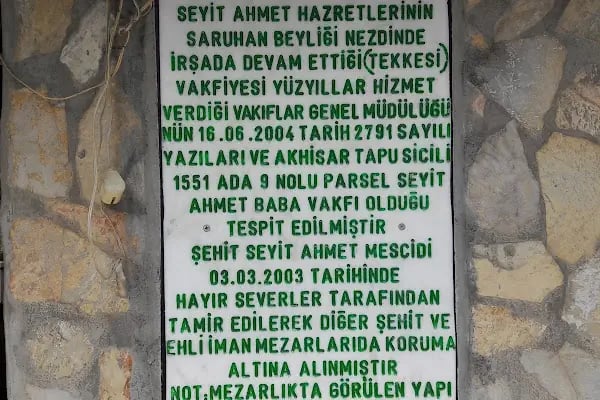 SEYİT AHMET HAZRETLERİNİN
SARUHAN BEYLİĞİ NEZDİNDE
İRŞADA DEVAM ETTİĞİ(TEKKESİ)
VAKFİYESİ YÜZYILLAR HİZMET
VERDİĞİ VAKIFLAR GENEL MÜDÜLÜĞÜ
NÜN 16.06.2004 TARİH 2791 SAYILI
YAZILARI VE AKHİSAR TAPU SİCİLİ
1551 ADA 9 NOLU PARSEL SEYİT
AHMET BABA VAKFI OLDUĞU
TESPİT EDİLMİŞTİR
ŞEHİT SEYİT AHMET MESCİDİ
03.03.2003 TARİHİNDE
HAYIR SEVERLER TARAFINDAN
TAMİR EDİLEREK DİĞER ŞEHİT VE
EHLİ İMAN MEZARLARIDA KORUMA
ALTINA ALINMIŞTIR
NOT:MEZARLIKTA GÖRÜLEN YAPI